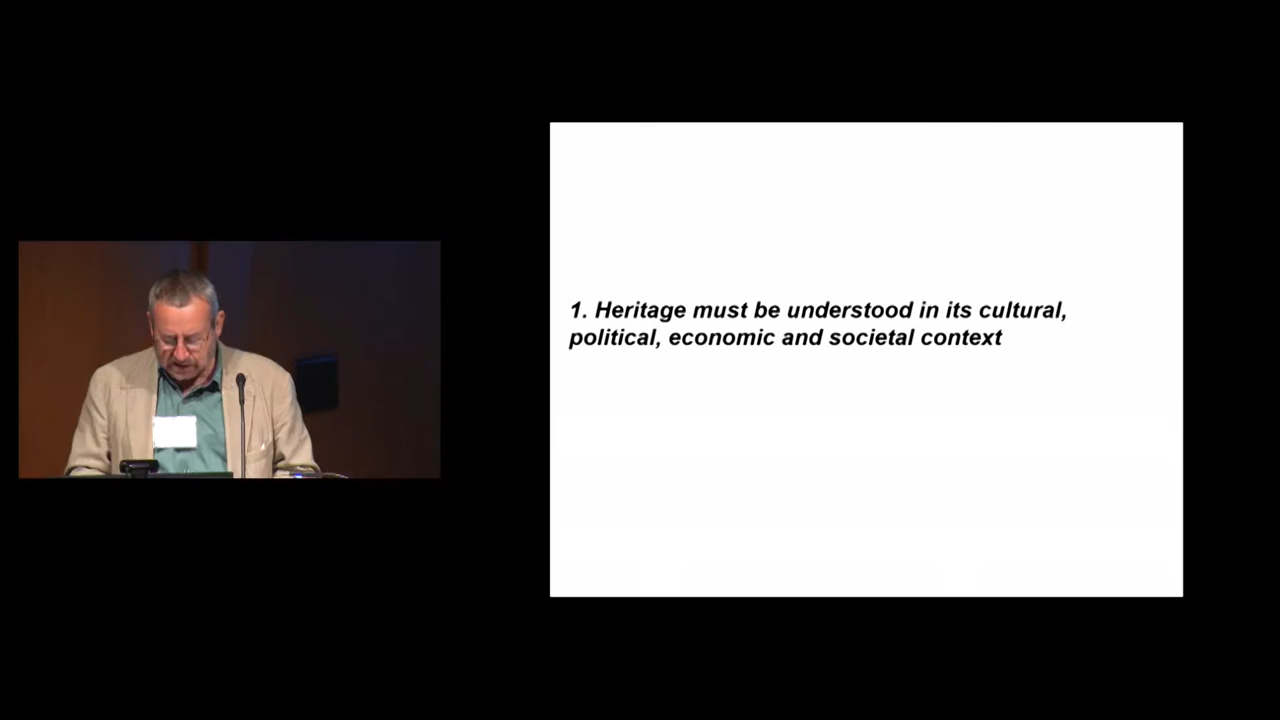 1. Heritage must be understood in its cultural,
political, economic and societal context